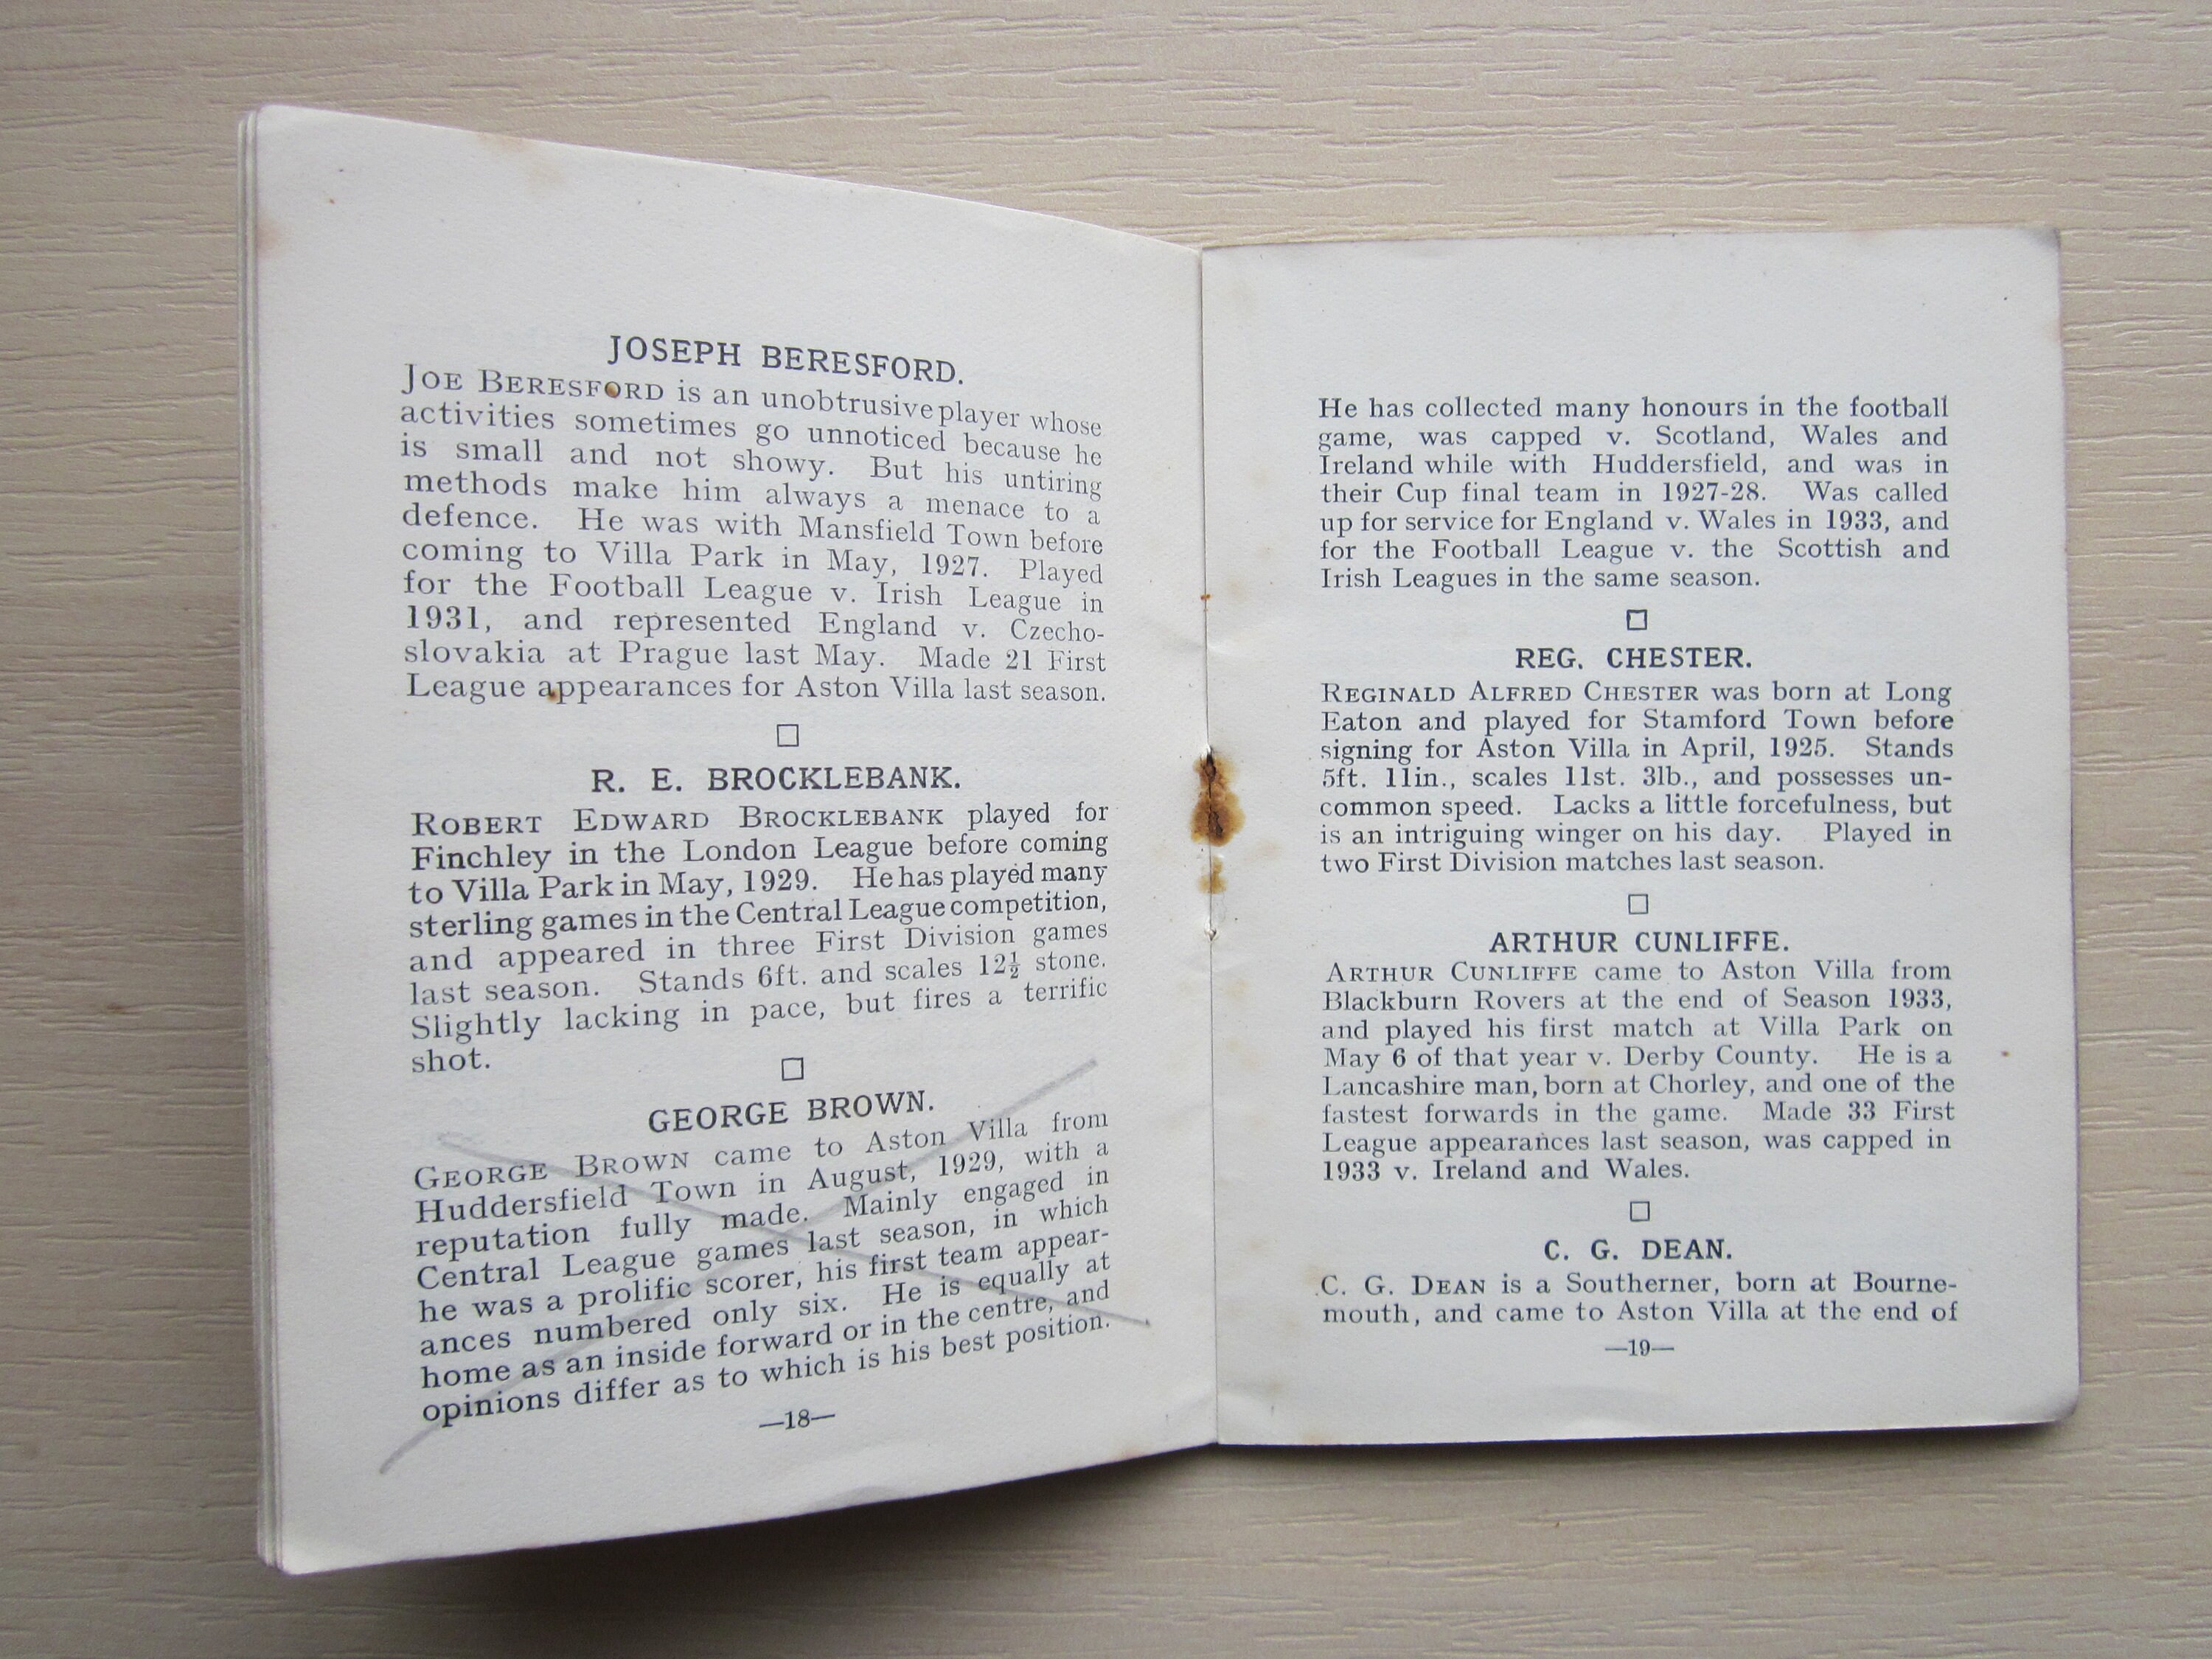 JOSEPH BERESFORD.
JOE BERESFORD is an unobtrusive player whose
activities sometimes go unnoticed because he
is small and not showy. But his untiring
methods make him always a menace to a
defence. He was with Mansfield Town before
coming to Villa Park in May, 1927. Played
for the Football League v. Irish League in
1931, and represented England v. Czecho-
slovakia at Prague last May. Made 21 First
League appearances for Aston Villa last season.
R. E. BROCKLEBANK.
ROBERT EDWARD BROCKLEBANK played for
Finchley in the London League before coming
to Villa Park in May, 1929. He has played many
sterling games in the Central League competition,
and appeared in three First Division games
last season. Stands 6ft. and scales 12½ stone.
Slightly lacking in pace, but fires a terrific
shot.
GEORGE BROWN.
GEORGE BROWN came to Aston Villa from
Huddersfield Town in August, 1929, with a
reputation fully made. Mainly engaged in
Central League games last season, in which
he was a prolific scorer, his first team appear-
ances numbered only six. He is equally at
home as an inside forward or in the centre, and
opinions differ as to which is his best position.
—18—
He has collected many honours in the football
game, was capped v. Scotland, Wales and
Ireland while with Huddersfield, and was in
their Cup final team in 1927-28. Was called
up for service for England v. Wales in 1933, and
for the Football League v. the Scottish and
Irish Leagues in the same season.
REG. CHESTER.
REGINALD ALFRED CHESTER was born at Long
Eaton and played for Stamford Town before
signing for Aston Villa in April, 1925. Stands
5ft. 11in., scales 11st. 3lb., and possesses un-
common speed. Lacks a little forcefulness, but
is an intriguing winger on his day. Played in
two First Division matches last season.
ARTHUR CUNLIFFE.
ARTHUR CUNLIFFE came to Aston Villa from
Blackburn Rovers at the end of Season 1933,
and played his first match at Villa Park on
May 6 of that year v. Derby County. He is a
Lancashire man, born at Chorley, and one of the
fastest forwards in the game. Made 33 First
League appearances last season, was capped in
1933 v. Ireland and Wales.
C. G. DEAN.
C. G. DEAN is a Southerner, born at Bourne-
mouth, and came to Aston Villa at the end of
—19—